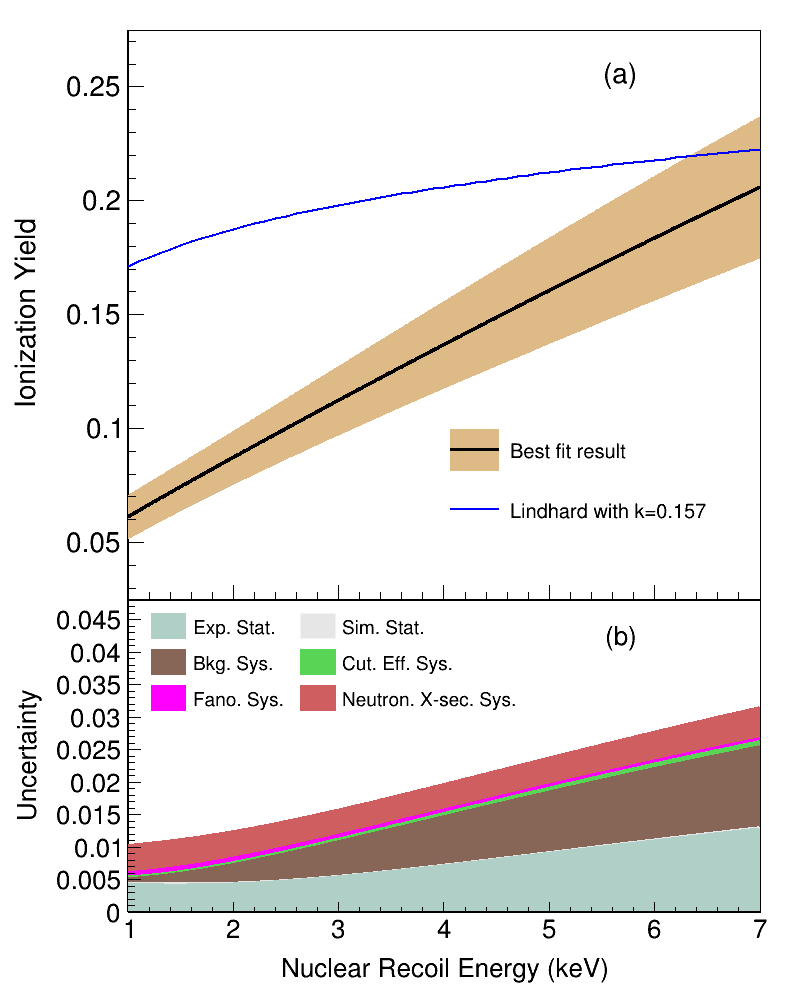 (a)
0.25
0.2
0.15
0.1
0.05
Ionization Yield
Best fit result
Lindhard with k=0.157
(b)
Exp. Stat. Sim. Stat.
Bkg. Sys. Cut. Eff. Sys.
Fano. Sys. Neutron. X-sec. Sys.
0.045
0.04
0.035
0.03
0.025
0.02
0.015
0.01
0.005
0
Uncertainty
1 2 3 4 5 6 7
Nuclear Recoil Energy (keV)